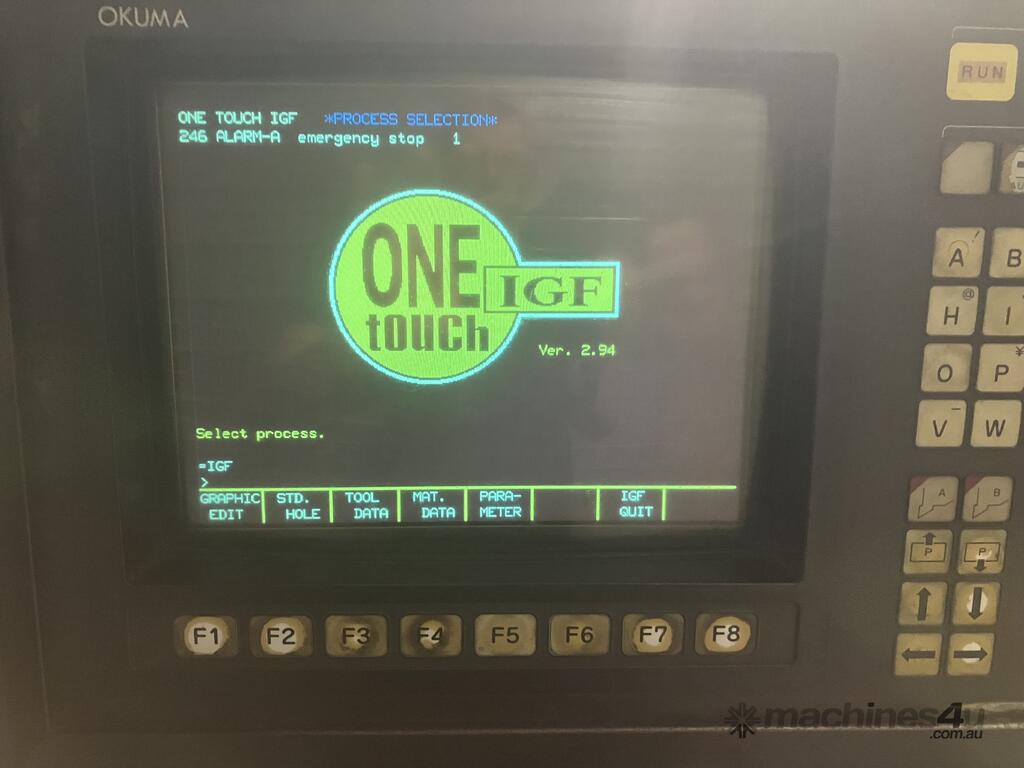 OKUMA
RUN
ONE TOUCH IGF *PROCESS SELECTION*
246 ALARM-A emergency stop 1
ONE
touch
IGF
Ver. 2.94
Select process.
=IGF
>
GRAPHIC EDIT
STD. HOLE
TOOL DATA
MAT. DATA
PARA-METER
IGF QUIT
F1 F2 F3 F4 F5 F6 F7 F8
A B
H @ I
O P ¥
V - W
A B
P P
machines4u
.com.au